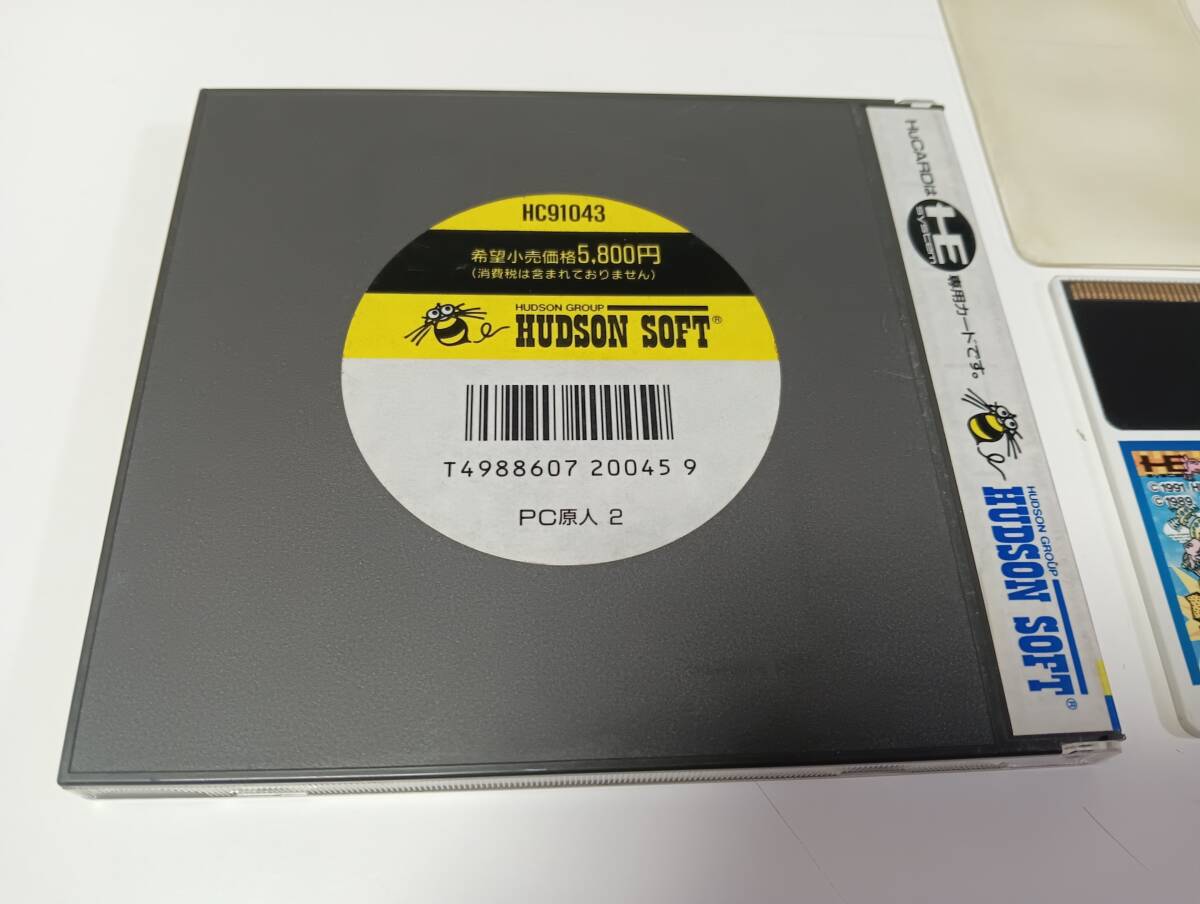 HC91043
希望小売価格5,800円
(消費税は含まれておりません)
HUDSON GROUP
HUDSON SOFT®
T4988607 20045 9
PC原人 2
HuCARDは HE SYSTEM 専用カードです。
HUDSON GROUP
HUDSON SOFT®
HE
©1991 H
©1989